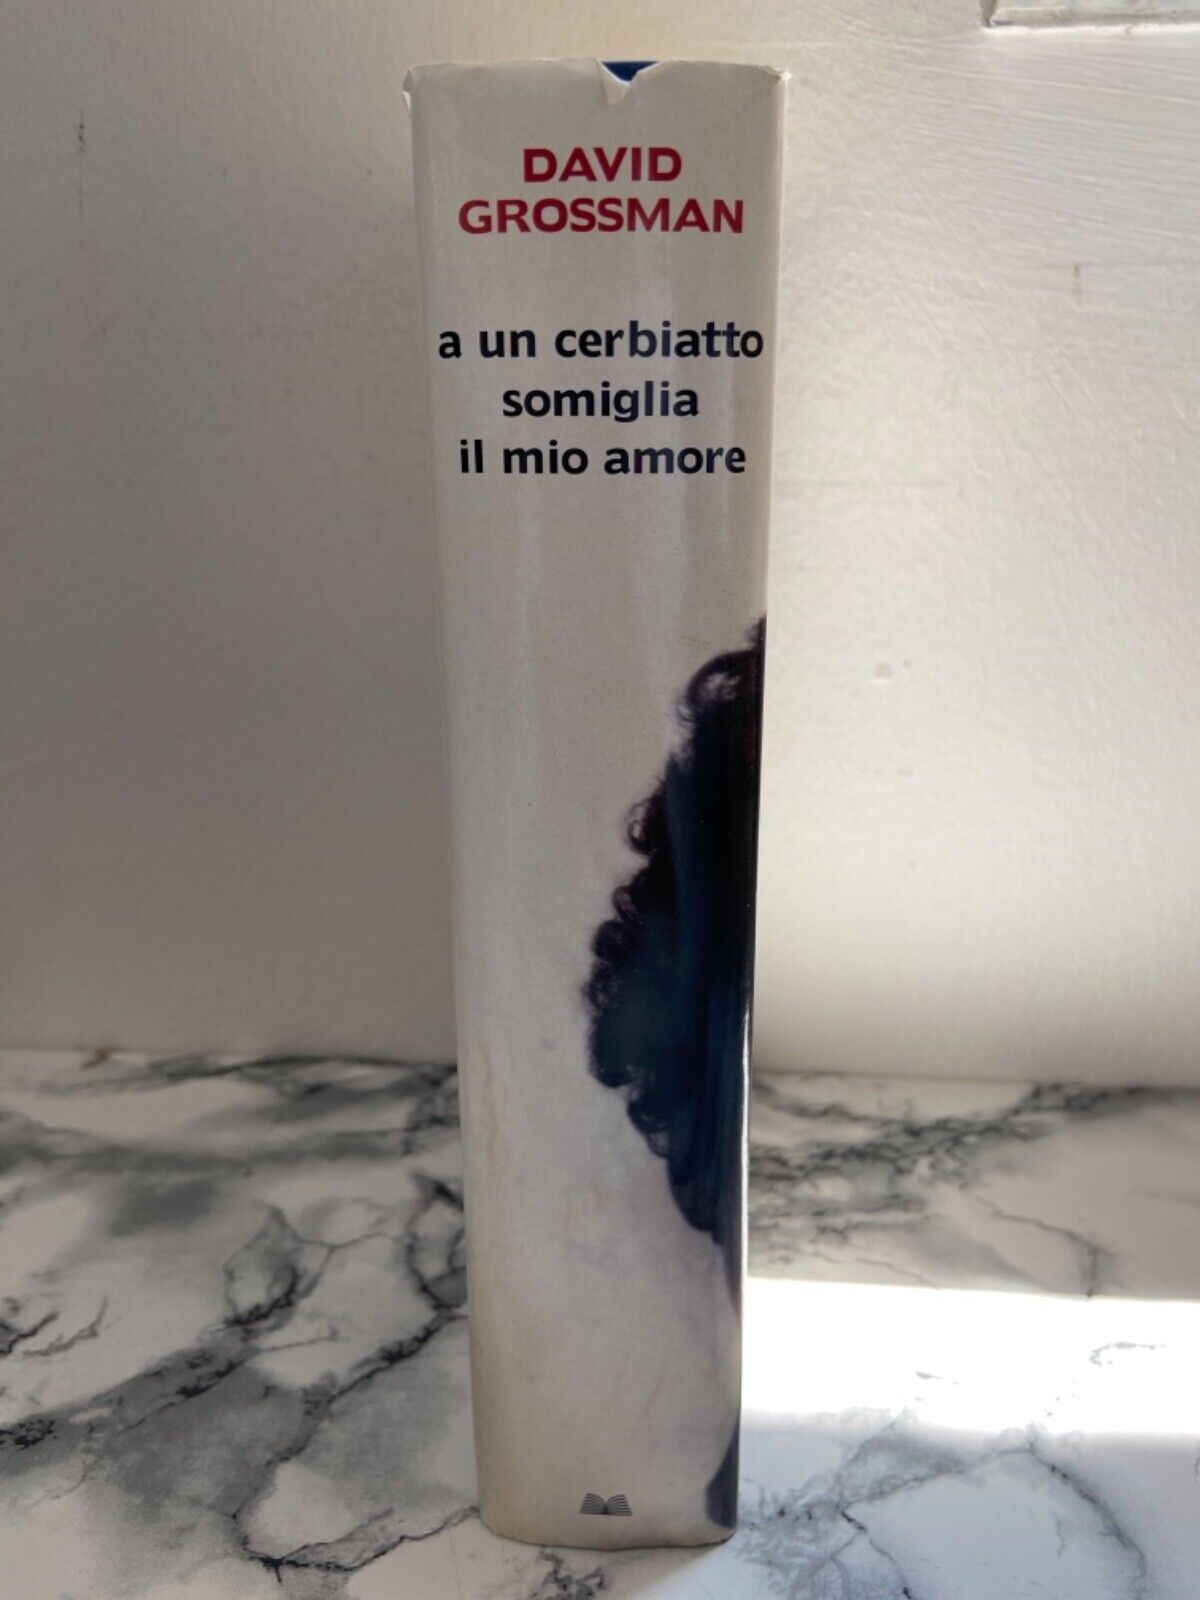 DAVID
GROSSMAN
a un cerbiatto
somiglia
il mio amore